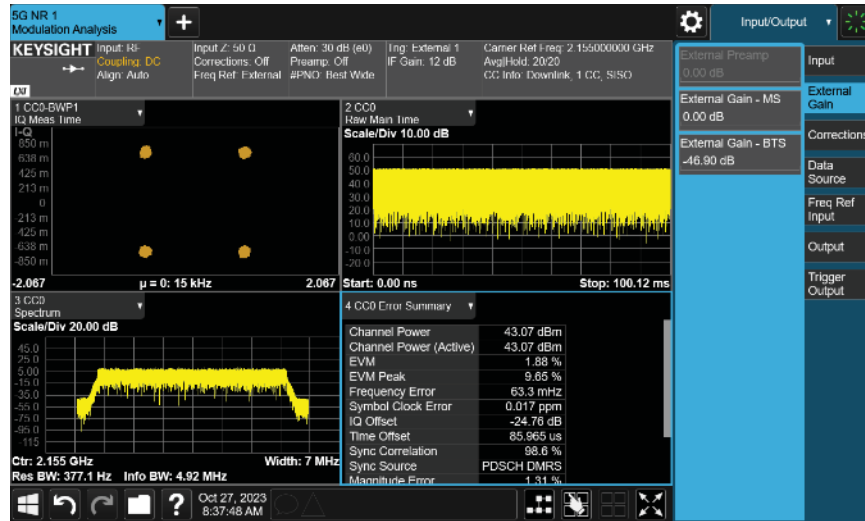 5G NR 1
Modulation Analysis
+
Input/Output
KEYSIGHT
Input: RF
Coupling: DC
Align: Auto
Input Z: 50 Ω
Corrections: Off
Freq Ref: External
Atten: 30 dB (e0)
Preamp: Off
#PNO: Best Wide
Trig: External 1
IF Gain: 12 dB
Carrier Ref Freq: 2.155000000 GHz
Avg|Hold: 20/20
CC Info: Downlink, 1 CC, SISO
LXI
1 CC0-BWP1
IQ Meas Time
I-Q
850 m
638 m
425 m
213 m
0
-213 m
-425 m
-638 m
-850 m
-2.067
µ = 0: 15 kHz
2.067
2 CC0
Raw Main Time
Scale/Div 10.00 dB
60.0
50.0
40.0
30.0
20.0
10.0
0.00
-10.0
-20.0
Start: 0.00 ns
Stop: 100.12 ms
3 CC0
Spectrum
Scale/Div 20.00 dB
45.0
25.0
5.00
-15.0
-35.0
-55.0
-75.0
-95.0
-115
Ctr: 2.155 GHz
Width: 7 MHz
Res BW: 377.1 Hz
Info BW: 4.92 MHz
4 CC0 Error Summary
Channel Power 43.07 dBm
Channel Power (Active) 43.07 dBm
EVM 1.88 %
EVM Peak 9.65 %
Frequency Error 63.3 mHz
Symbol Clock Error 0.017 ppm
IQ Offset -24.76 dB
Time Offset 85.965 us
Sync Correlation 98.6 %
Sync Source PDSCH DMRS
Magnitude Error 1.31 %
External Preamp
0.00 dB
External Gain - MS
0.00 dB
External Gain - BTS
-46.90 dB
Input
External
Gain
Corrections
Data
Source
Freq Ref
Input
Output
Trigger
Output
?
Oct 27, 2023
8:37:48 AM